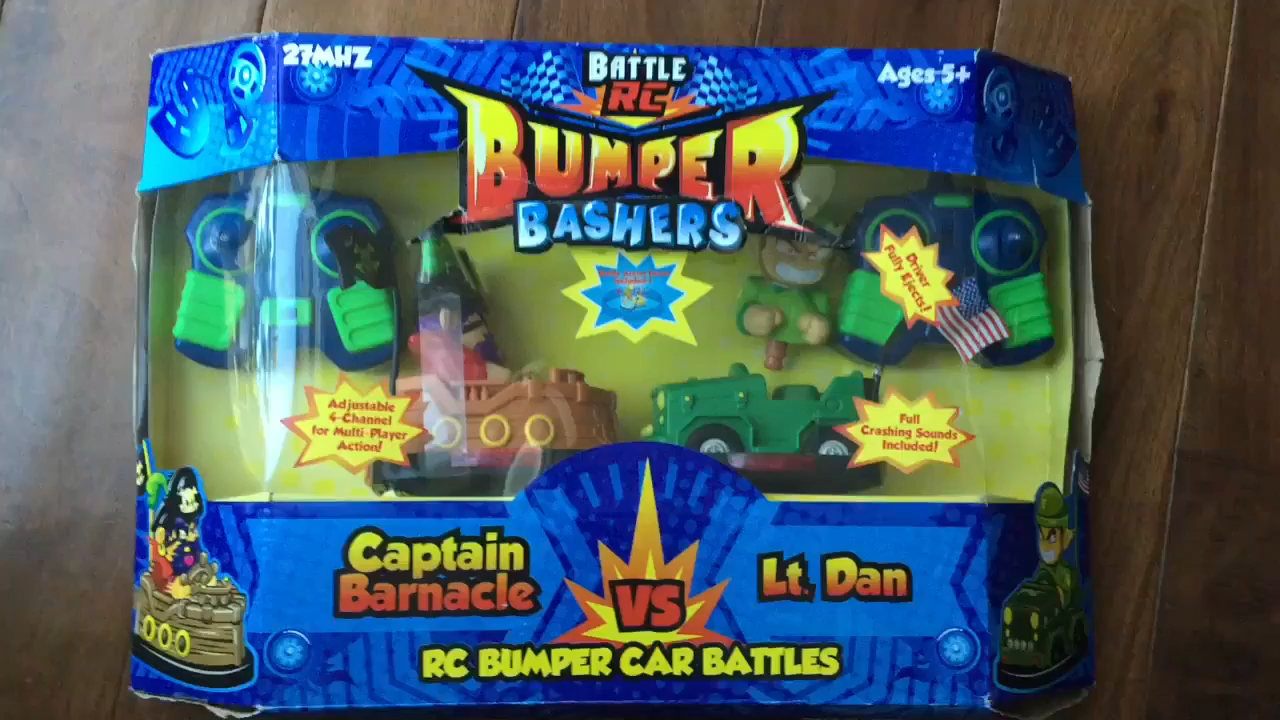 27MHZ
BATTLE
RC
Ages 5+
BUMPER
BASHERS
Driver
Fully Ejects!
Adjustable
4-Channel
for Multi-Player
Action!
Full
Crashing Sounds
Included!
Captain
Barnacle
VS
Lt. Dan
RC BUMPER CAR BATTLES